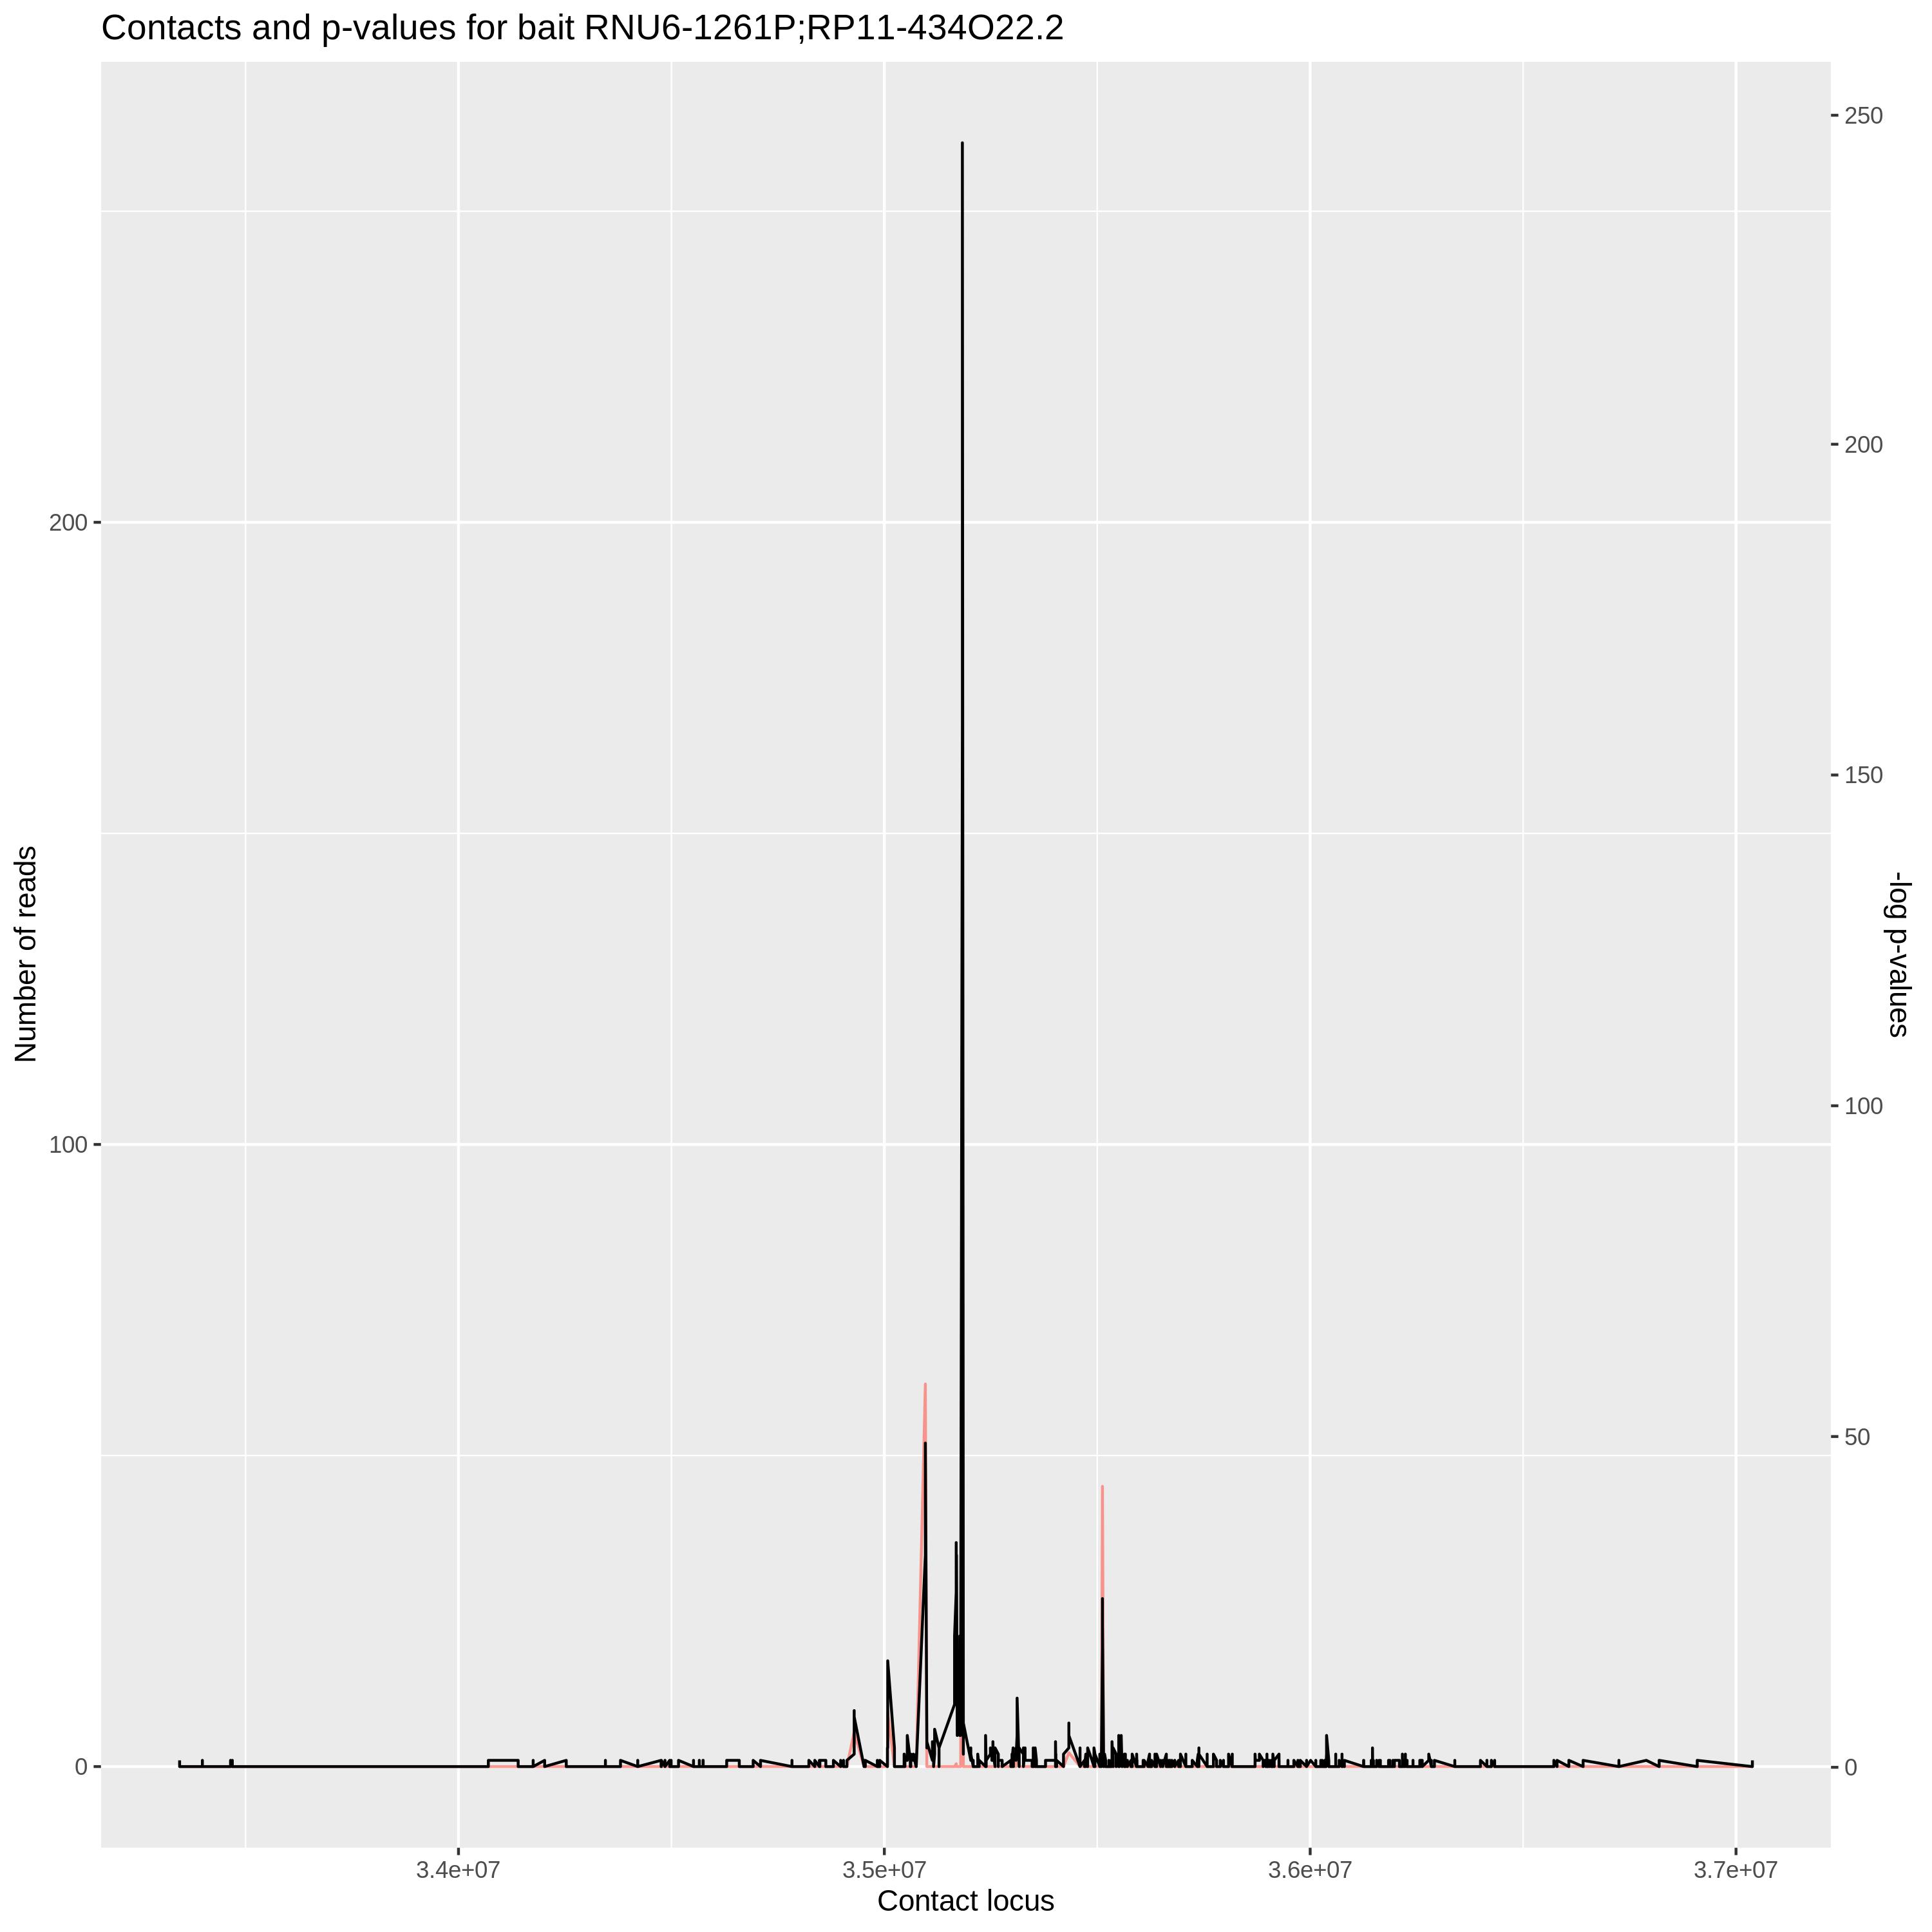 Contacts and p-values for bait RNU6-1261P;RP11-434O22.2
250
200
200
150
Number of reads
-log p-values
100
100
50
0
0
3.4e+07
3.5e+07
3.6e+07
3.7e+07
Contact locus